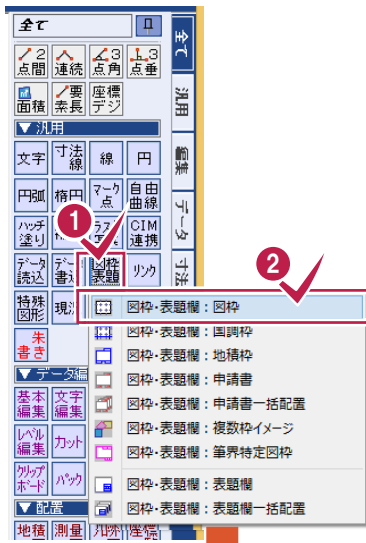 全て
全て
2点間 連続 3点角 3点垂
面積 要素長 座標デジ
汎用
▼汎用
文字 寸法線 線 円
編集
円弧 楕円 マーク点 自由曲線
データ
1
ハッチ塗り CIM連携
2
データ読込 データ書込 図枠表題 リンク
寸法
特殊図形 現況
図枠・表題欄：図枠
図枠・表題欄：国調枠
朱書き
図枠・表題欄：地積枠
▼データ編
図枠・表題欄：申請書
基本編集 文字編集
図枠・表題欄：申請書一括配置
図枠・表題欄：複数枠イメージ
レベル編集 カット
図枠・表題欄：筆界特定図枠
クリップボード パック
図枠・表題欄：表題欄
▼配置
図枠・表題欄：表題欄一括配置
地積 測量 座標